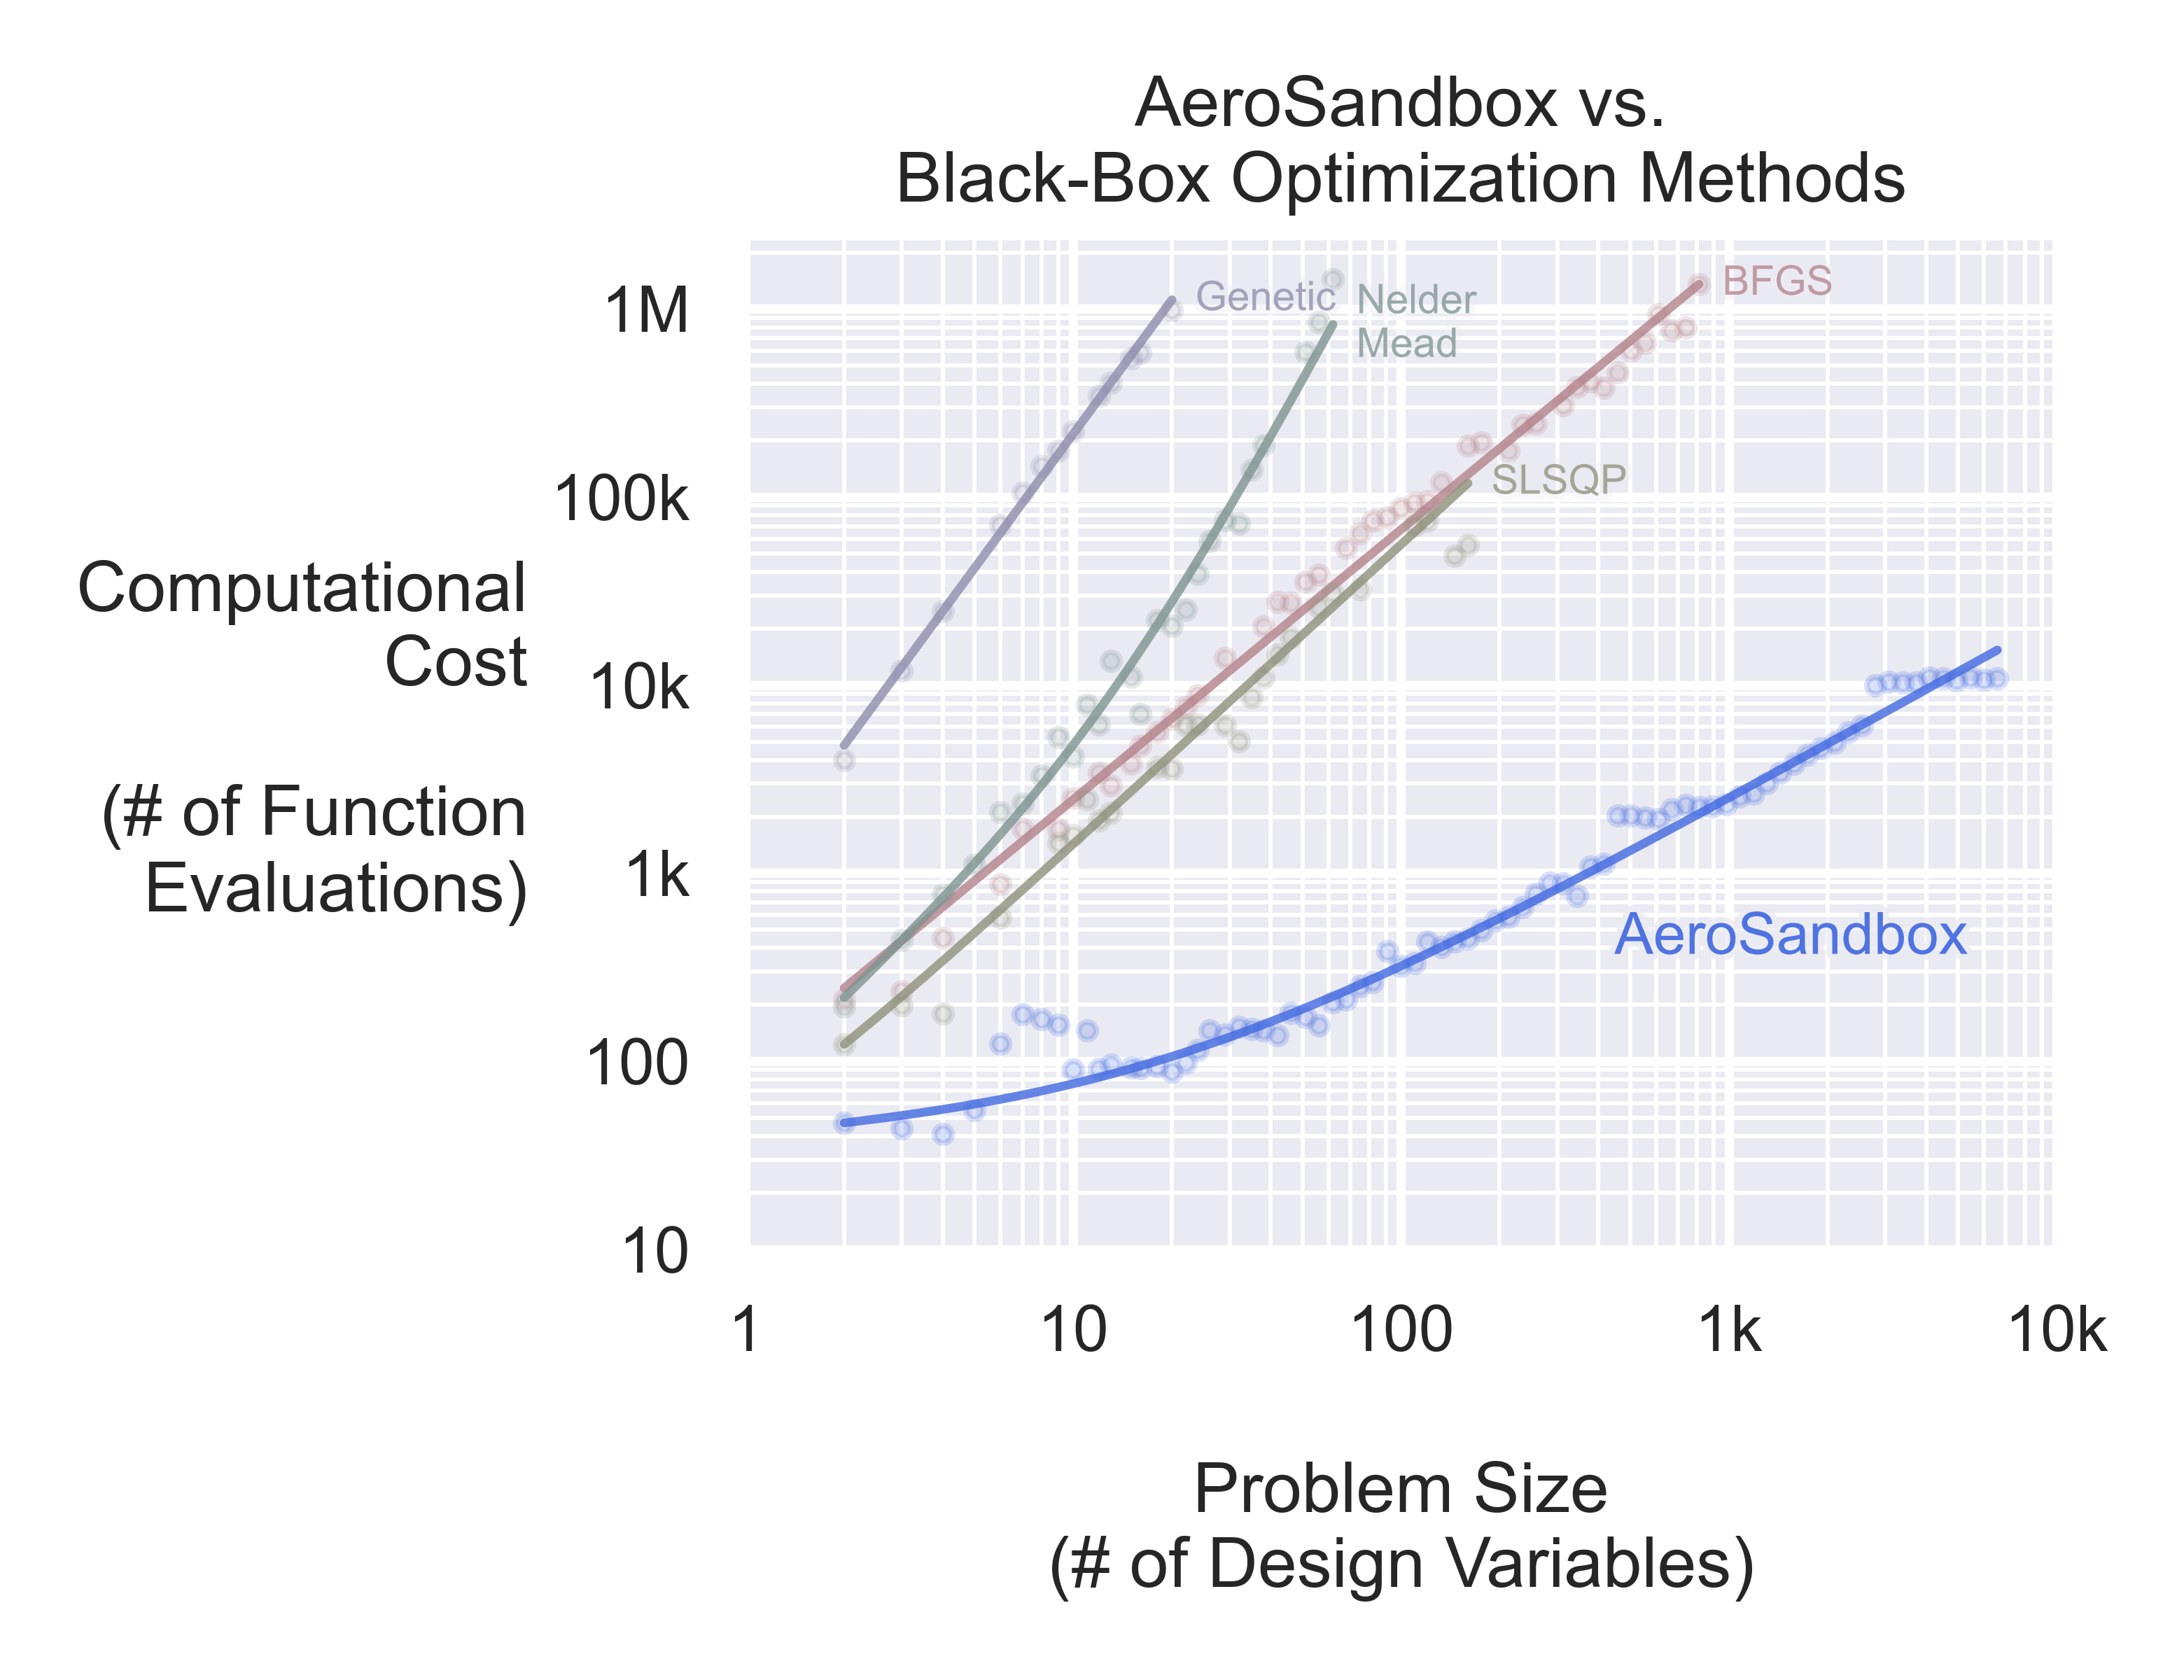 AeroSandbox vs.
Black-Box Optimization Methods
1M
100k
10k
1k
100
10
Computational
Cost
(# of Function
Evaluations)
Genetic
Nelder
Mead
BFGS
SLSQP
AeroSandbox
1
10
100
1k
10k
Problem Size
(# of Design Variables)